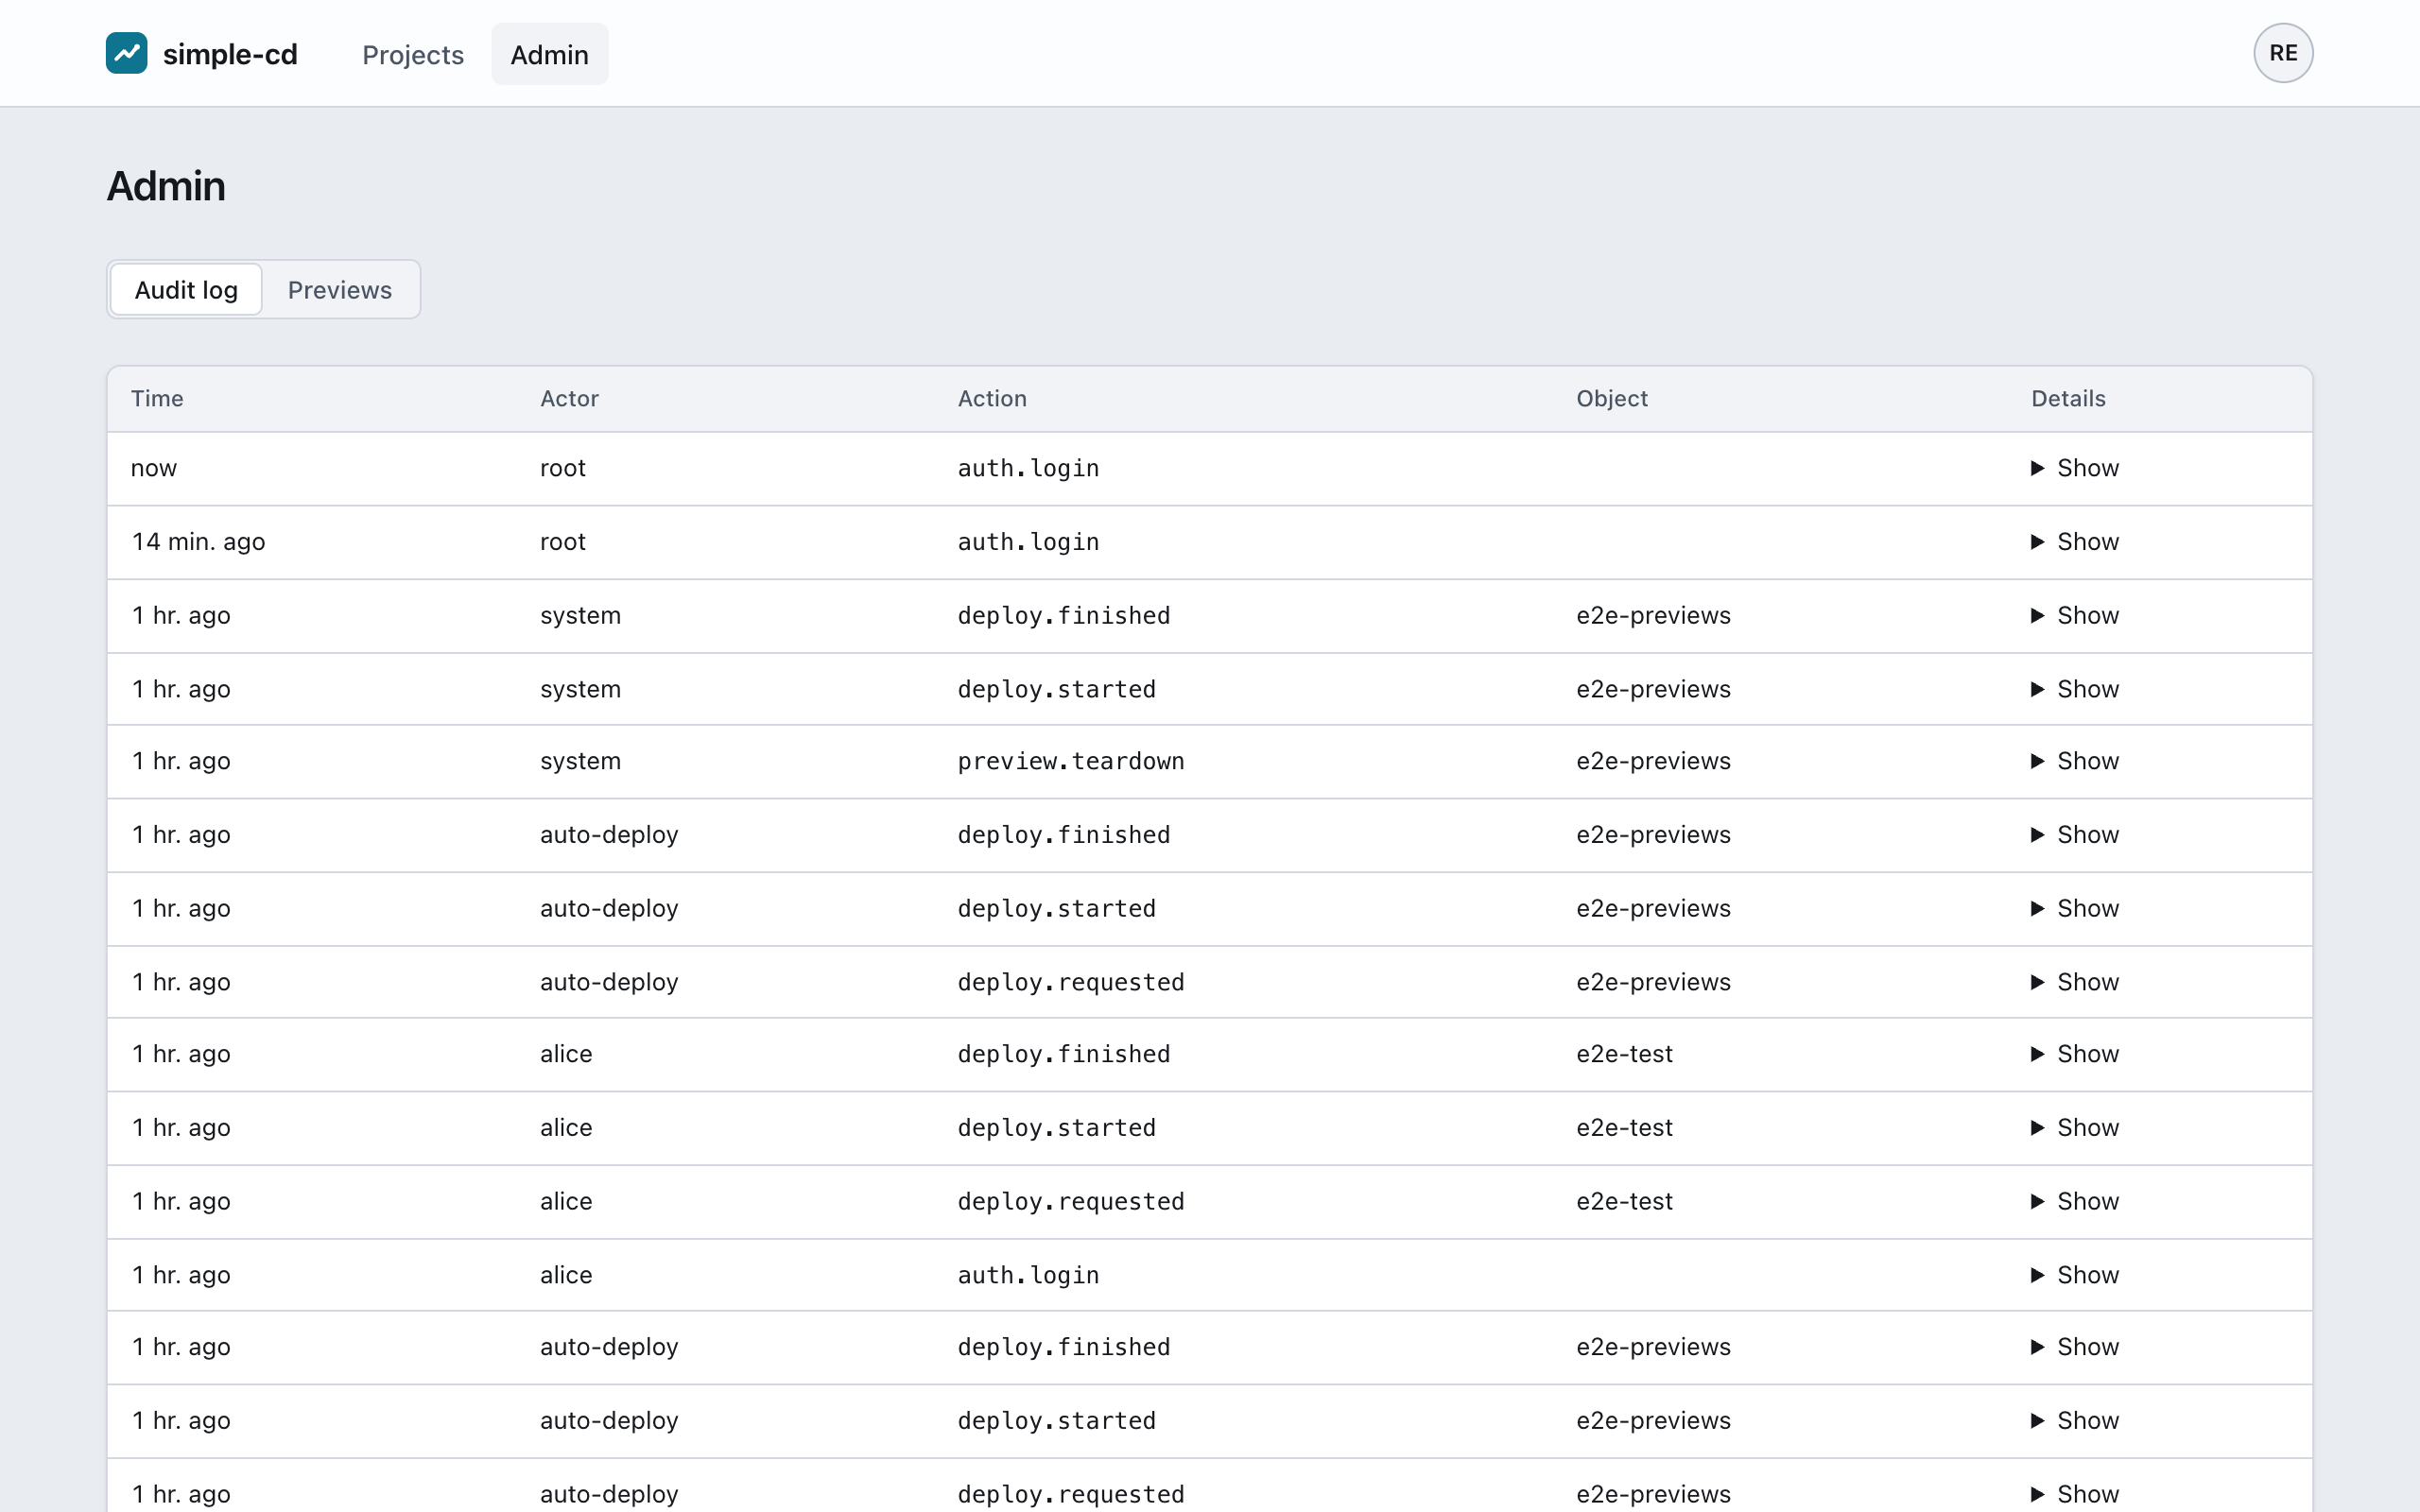 simple-cd Projects Admin RE
Admin
Audit log Previews
Time Actor Action Object Details
now root auth.login Show
14 min. ago root auth.login Show
1 hr. ago system deploy.finished e2e-previews Show
1 hr. ago system deploy.started e2e-previews Show
1 hr. ago system preview.teardown e2e-previews Show
1 hr. ago auto-deploy deploy.finished e2e-previews Show
1 hr. ago auto-deploy deploy.started e2e-previews Show
1 hr. ago auto-deploy deploy.requested e2e-previews Show
1 hr. ago alice deploy.finished e2e-test Show
1 hr. ago alice deploy.started e2e-test Show
1 hr. ago alice deploy.requested e2e-test Show
1 hr. ago alice auth.login Show
1 hr. ago auto-deploy deploy.finished e2e-previews Show
1 hr. ago auto-deploy deploy.started e2e-previews Show
1 hr. ago auto-deploy deploy.requested e2e-previews Show